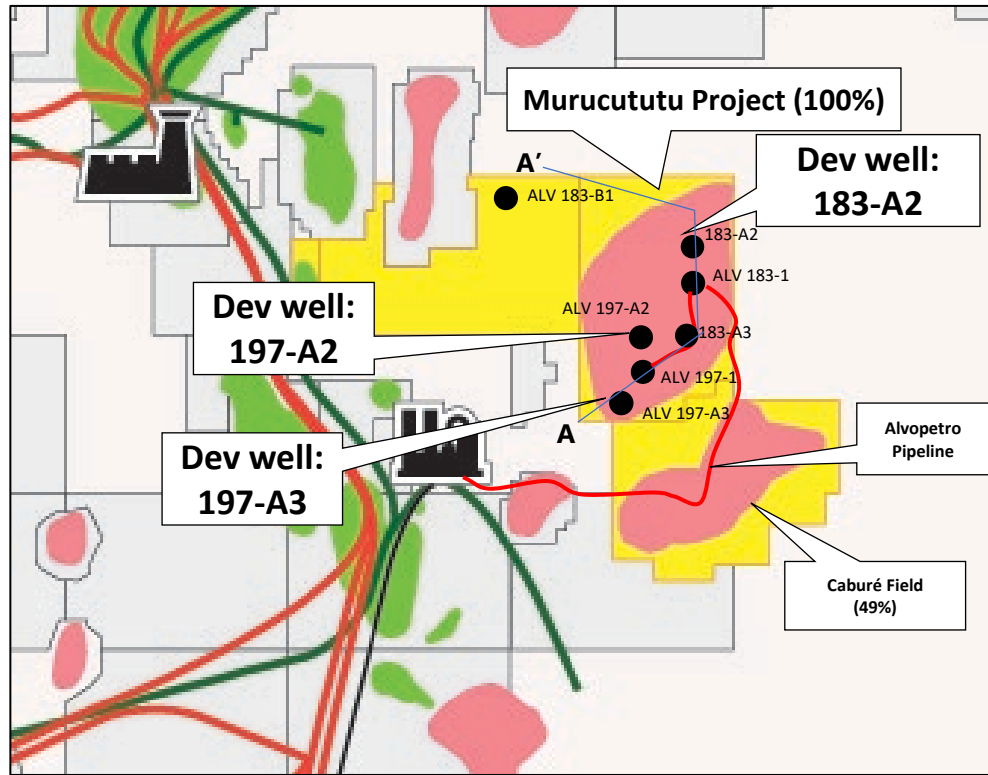 Murucututu Project (100%)
A'
Dev well:
183-A2
ALV 183-B1
183-A2
ALV 183-1
Dev well:
197-A2
ALV 197-A2
183-A3
ALV 197-1
ALV 197-A3
A
Dev well:
197-A3
Alvopetro
Pipeline
Caburé Field
(49%)